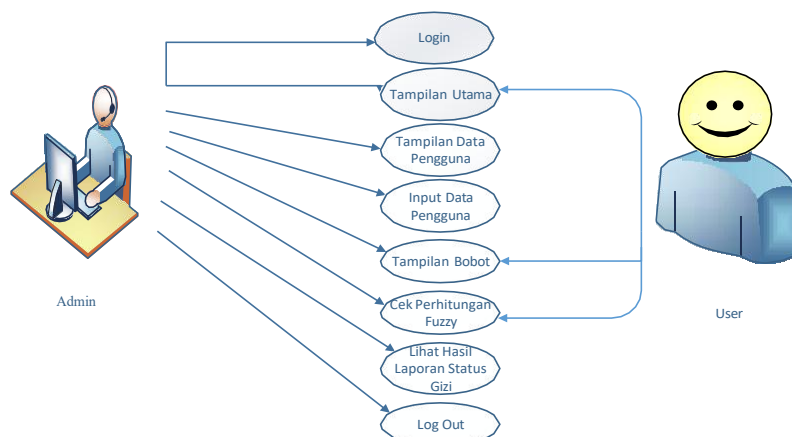 Login
Tampilan Utama
Tampilan Data
Pengguna
Input Data
Pengguna
Tampilan Bobot
Cek Perhitungan
Fuzzy
Lihat Hasil
Laporan Status
Gizi
Log Out
Admin
User